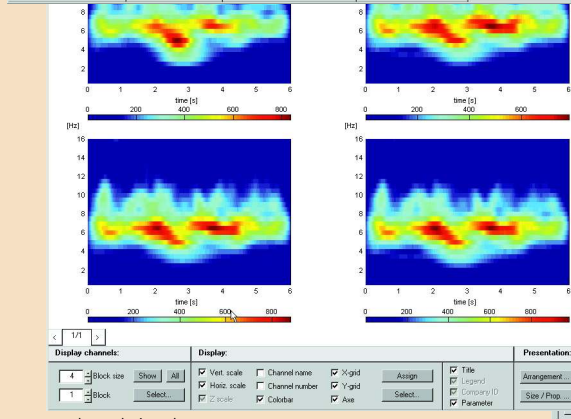 8 8
6 6
4 4
2 2
0 1 2 3 4 5 6 0 1 2 3 4 5 6
time [s] time [s]
0 200 400 600 800 0 200 400 600 800
[Hz] [Hz]
16 16
14 14
12 12
10 10
8 8
6 6
4 4
2 2
0 1 2 3 4 5 6 0 1 2 3 4 5 6
time [s] time [s]
0 200 400 600 800 0 200 400 600 800
< 1/1 >
Display channels: Display: Presentation:
4 Block size Show All Vert. scale Channel name X-grid Assign Title Arrangement...
1 Block Select... Horiz. scale Channel number Y-grid Select... Legend Size / Prop....
Z scale Colorbar Axe Company ID
Parameter